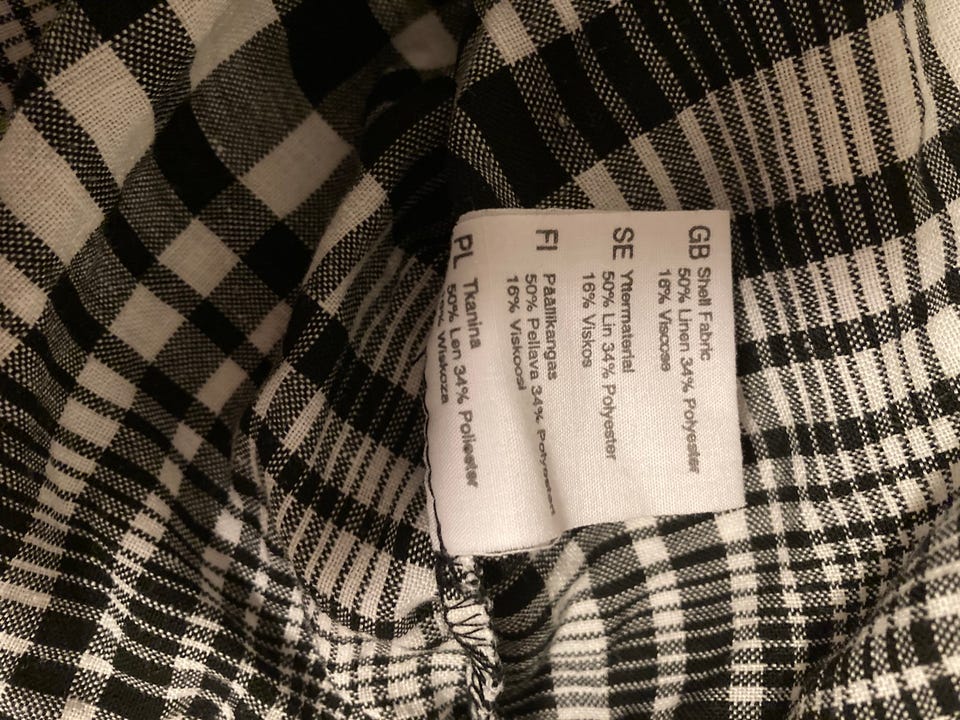 GB Shell Fabric
50% Linen 34% Polyester
16% Viscose
SE Yttermaterial
50% Lin 34% Polyester
16% Viskos
FI Päällikangas
50% Pellava 34% Polyesteri
16% Viskoosi
PL Tkanina
50% Len 34% Poliester
Wiskoza